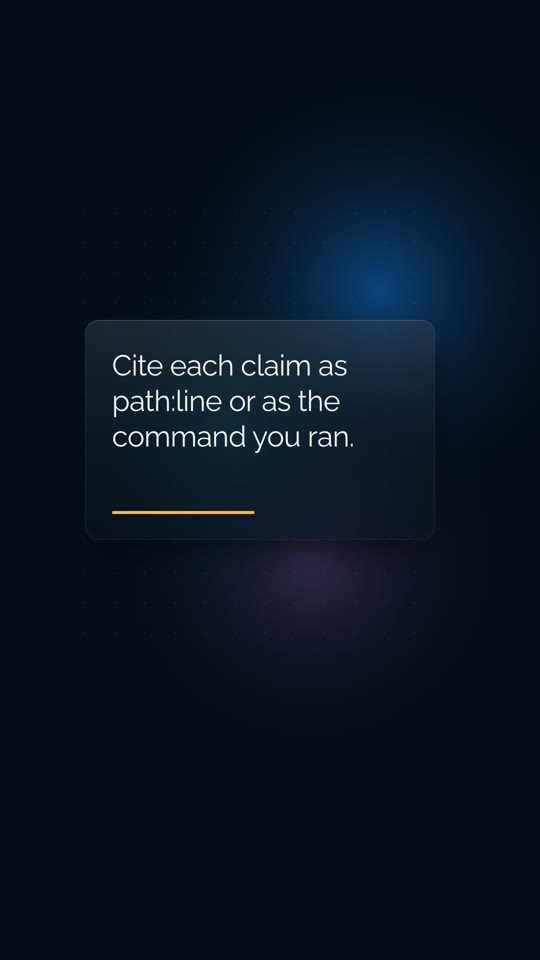 Cite each claim as
path:line or as the
command you ran.